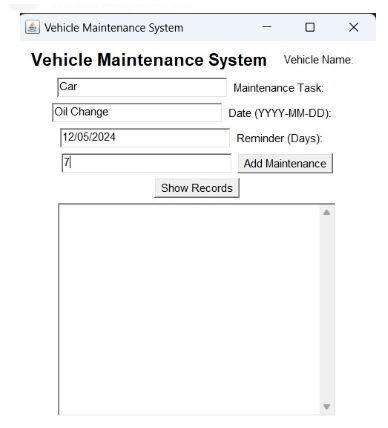 Vehicle Maintenance System
Vehicle Maintenance System Vehicle Name:
Car Maintenance Task:
Oil Change Date (YYYY-MM-DD):
12/05/2024 Reminder (Days):
7 Add Maintenance
Show Records